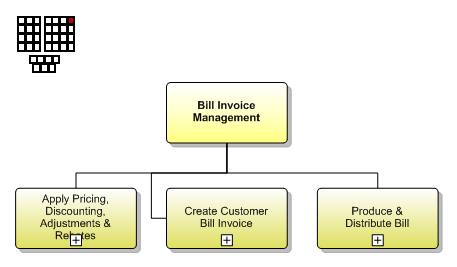 Bill Invoice
Management
Apply Pricing,
Discounting,
Adjustments &
Rebates
Create Customer
Bill Invoice
Produce &
Distribute Bill